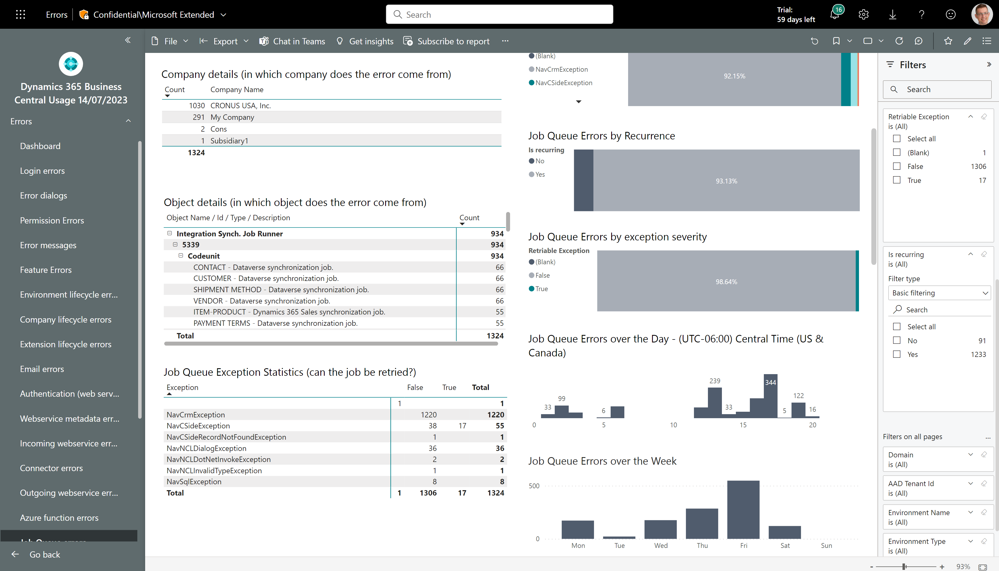 Errors
Confidential\Microsoft Extended
Search
Trial:
59 days left
16
Dynamics 365 Business
Central Usage 14/07/2023
Errors
Dashboard
Login errors
Error dialogs
Permission Errors
Error messages
Feature Errors
Environment lifecycle err...
Company lifecycle errors
Extension lifecycle errors
Email errors
Authentication (web serv...
Webservice metadata err...
Incoming webservice err...
Connector errors
Outgoing webservice err...
Azure function errors
Job Queue errors
Go back
File
Export
Chat in Teams
Get insights
Subscribe to report
...
Company details (in which company does the error come from)
Count Company Name
1030 CRONUS USA, Inc.
291 My Company
2 Cons
1 Subsidiary1
1324
Object details (in which object does the error come from)
Object Name / Id / Type / Description Count
Integration Synch. Job Runner 934
5339 934
Codeunit 934
CONTACT - Dataverse synchronization job. 66
CUSTOMER - Dataverse synchronization job. 66
SHIPMENT METHOD - Dataverse synchronization job. 66
VENDOR - Dataverse synchronization job. 66
ITEM-PRODUCT - Dynamics 365 Sales synchronization job. 55
PAYMENT TERMS - Dataverse synchronization job. 55
Total 1324
Job Queue Exception Statistics (can the job be retried?)
Exception False True Total
1 1
NavCrmException 1220 1220
NavCSideException 38 17 55
NavCSideRecordNotFoundException 1 1
NavNCLDialogException 36 36
NavNCLDotNetInvokeException 2 2
NavNCLInvalidTypeException 1 1
NavSqlException 8 8
Total 1 1306 17 1324
(Blank)
NavCrmException
NavCSideException
92.15%
Job Queue Errors by Recurrence
Is recurring
No
Yes
93.13%
Job Queue Errors by exception severity
Retriable Exception
(Blank)
False
True
98.64%
Job Queue Errors over the Day - (UTC-06:00) Central Time (US &
Canada)
33 99 6 239 33 344 5 122 16
0 5 10 15 20
Job Queue Errors over the Week
500
0
Mon Tue Wed Thu Fri Sat Sun
Filters
Search
Retriable Exception
is (All)
Select all
(Blank) 1
False 1306
True 17
Is recurring
is (All)
Filter type
Basic filtering
Search
Select all
No 91
Yes 1233
Filters on all pages ...
Domain
is (All)
AAD Tenant Id
is (All)
Environment Name
is (All)
Environment Type
is (All)
- + 93%